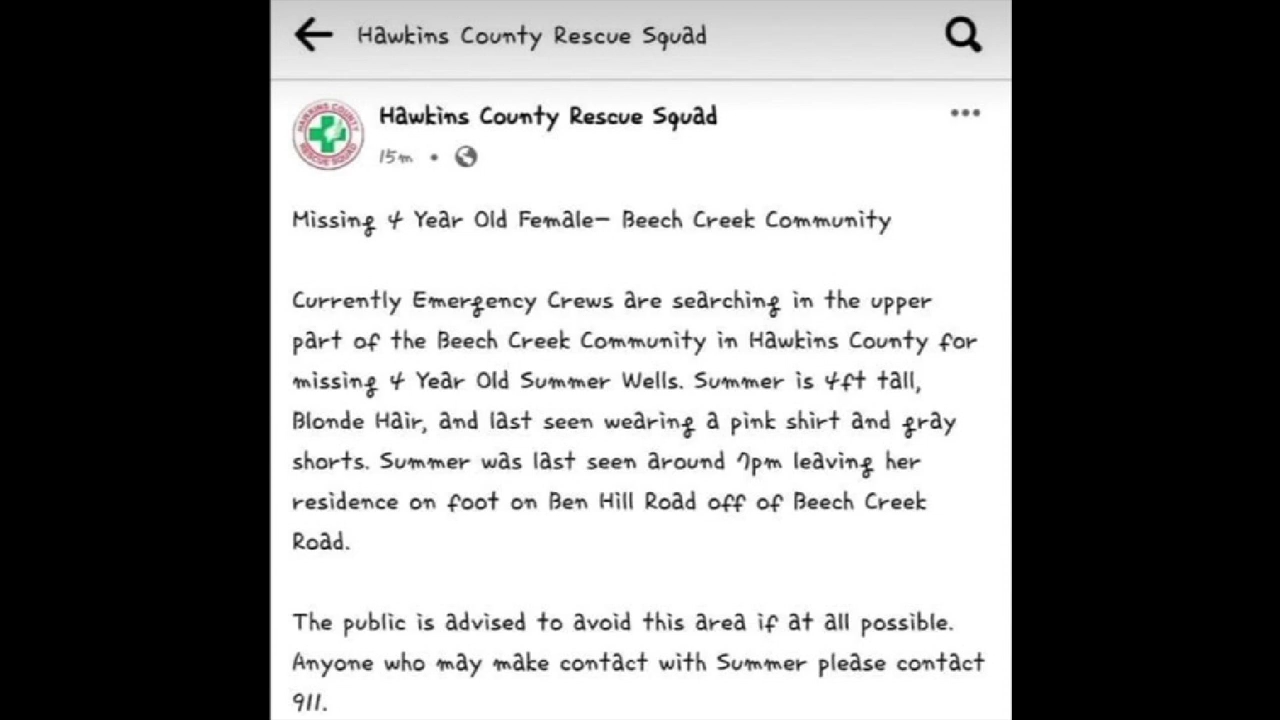 Hawkins County Rescue Squad
HAWKINS COUNTY
RESCUE SQUAD
Hawkins County Rescue Squad
15m •
Missing 4 Year Old Female- Beech Creek Community
Currently Emergency Crews are searching in the upper
part of the Beech Creek Community in Hawkins County for
missing 4 Year Old Summer Wells. Summer is 4ft tall,
Blonde Hair, and last seen wearing a pink shirt and gray
shorts. Summer was last seen around 7pm leaving her
residence on foot on Ben Hill Road off of Beech Creek
Road.
The public is advised to avoid this area if at all possible.
Anyone who may make contact with Summer please contact
911.